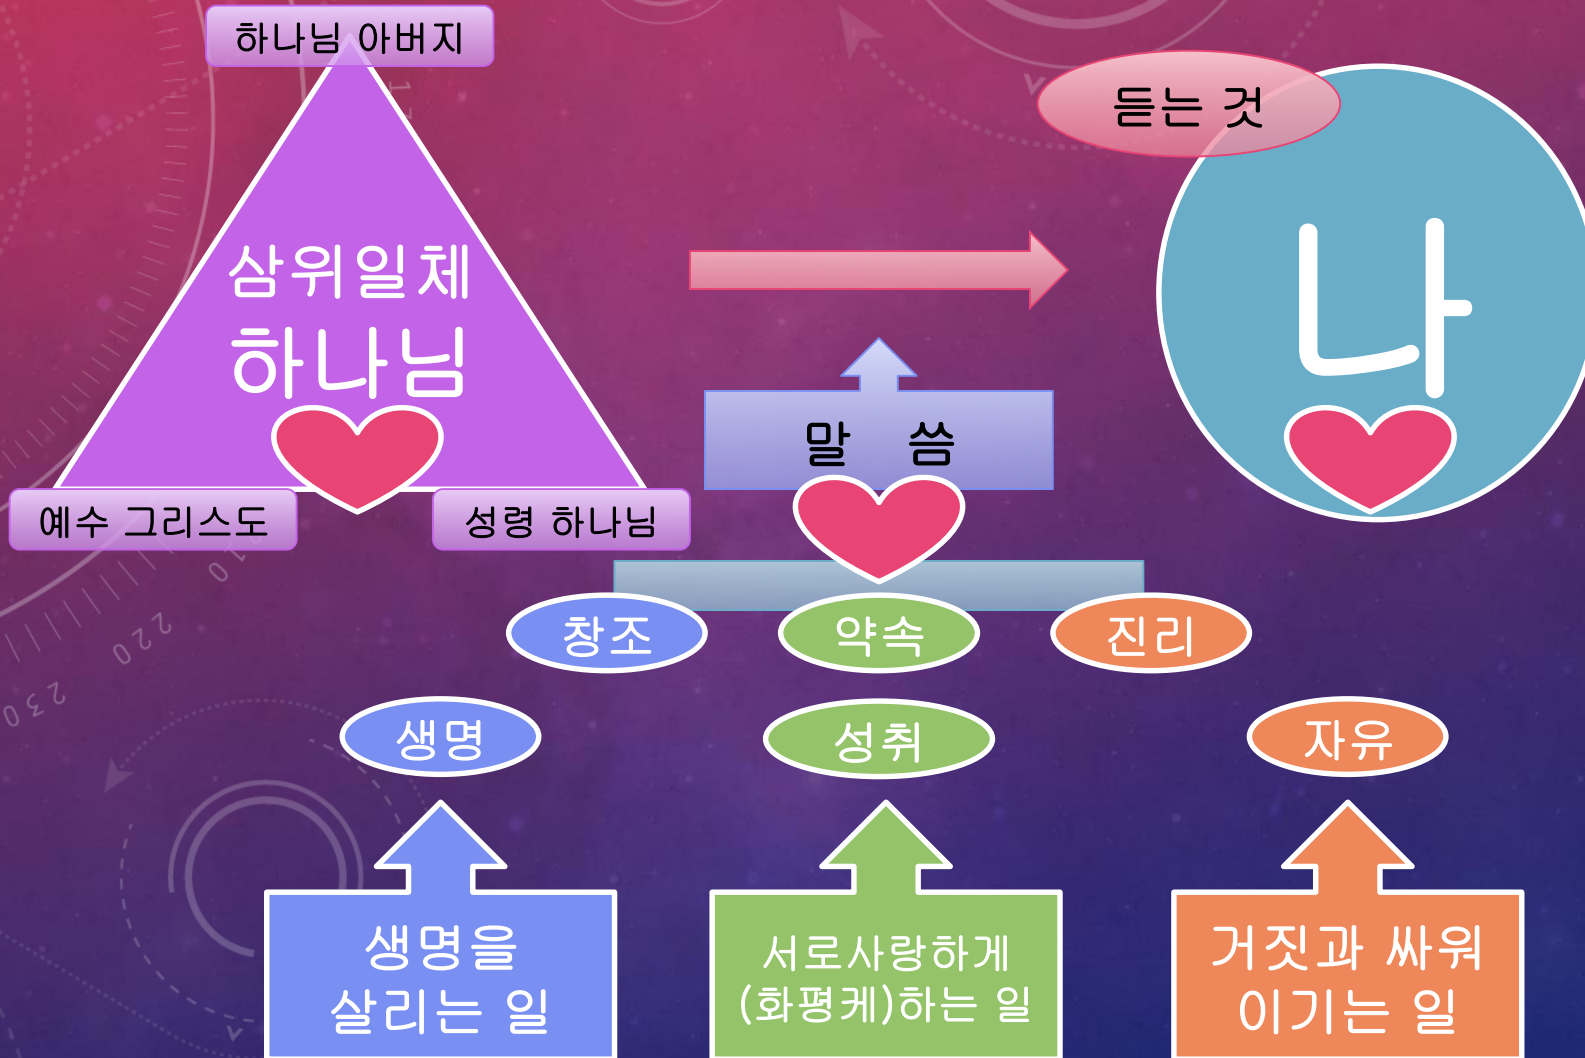 하나님 아버지
듣는 것
삼위일체
하나님
나
말 씀
예수 그리스도
성령 하나님
창조
약속
진리
생명
성취
자유
생명을
살리는 일
서로사랑하게
(화평케)하는 일
거짓과 싸워
이기는 일
220
230